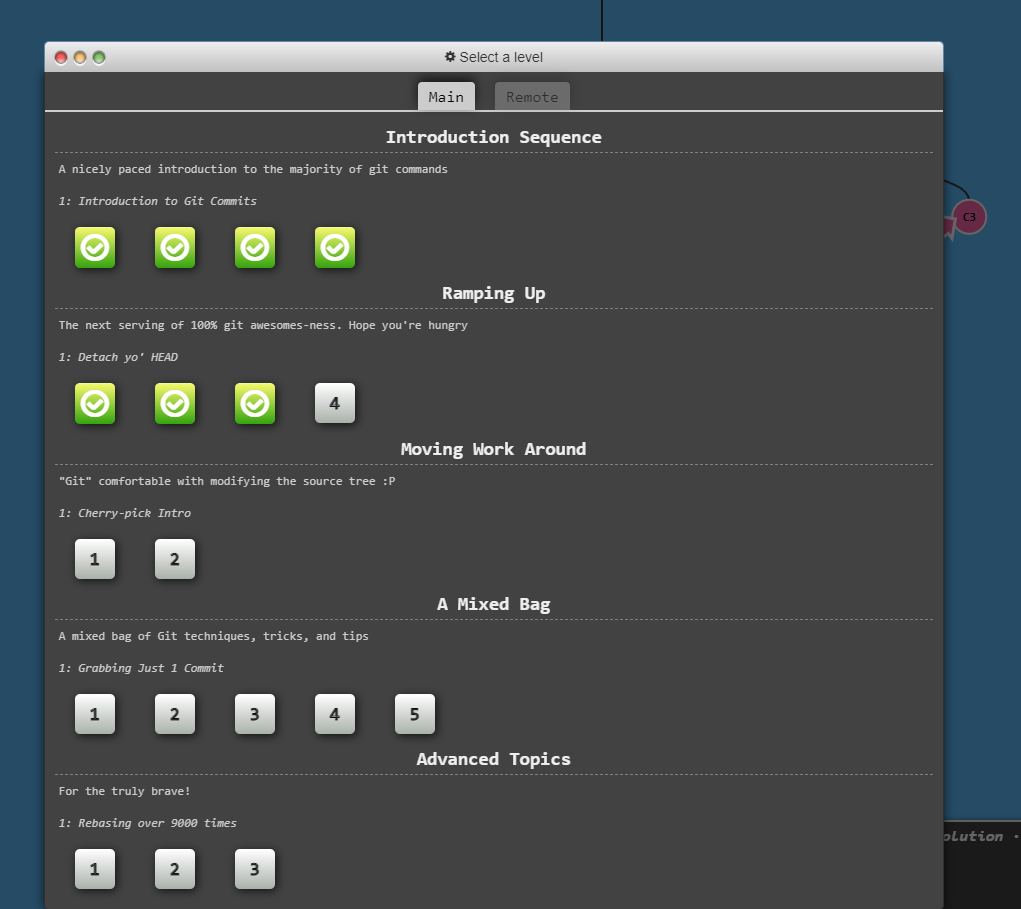 Select a level
Main Remote
Introduction Sequence
A nicely paced introduction to the majority of git commands
1: Introduction to Git Commits
C3
Ramping Up
The next serving of 100% git awesomes-ness. Hope you're hungry
1: Detach yo' HEAD
4
Moving Work Around
"Git" comfortable with modifying the source tree :P
1: Cherry-pick Intro
1 2
A Mixed Bag
A mixed bag of Git techniques, tricks, and tips
1: Grabbing Just 1 Commit
1 2 3 4 5
Advanced Topics
For the truly brave!
1: Rebasing over 9000 times
olution ·
1 2 3